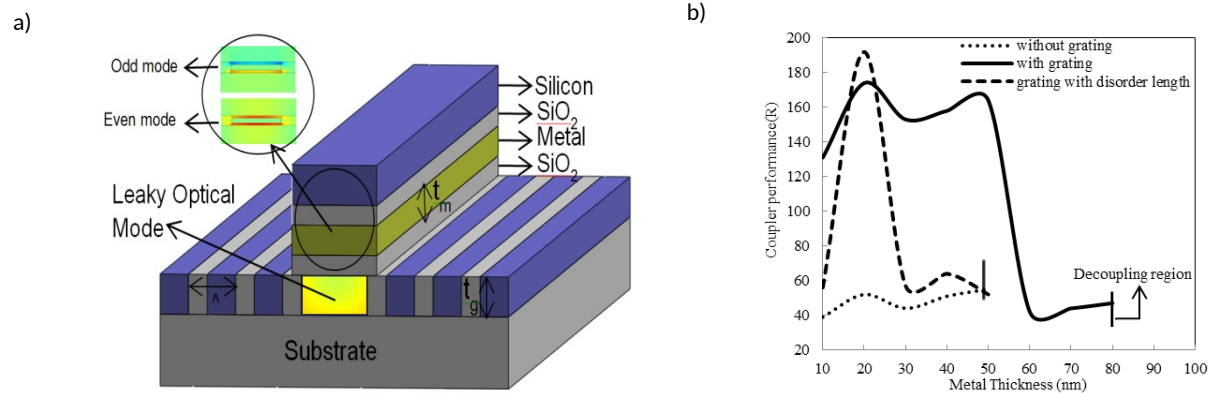 a)
Odd mode
Even mode
Leaky Optical
Mode
Silicon
SiO2
Metal
SiO2
tm
Λ
tg
Substrate
b)
Coupler performance(R)
200
180
160
140
120
100
80
60
40
20
without grating
with grating
grating with disorder length
Decoupling region
10 20 30 40 50 60 70 80 90 100
Metal Thickness (nm)